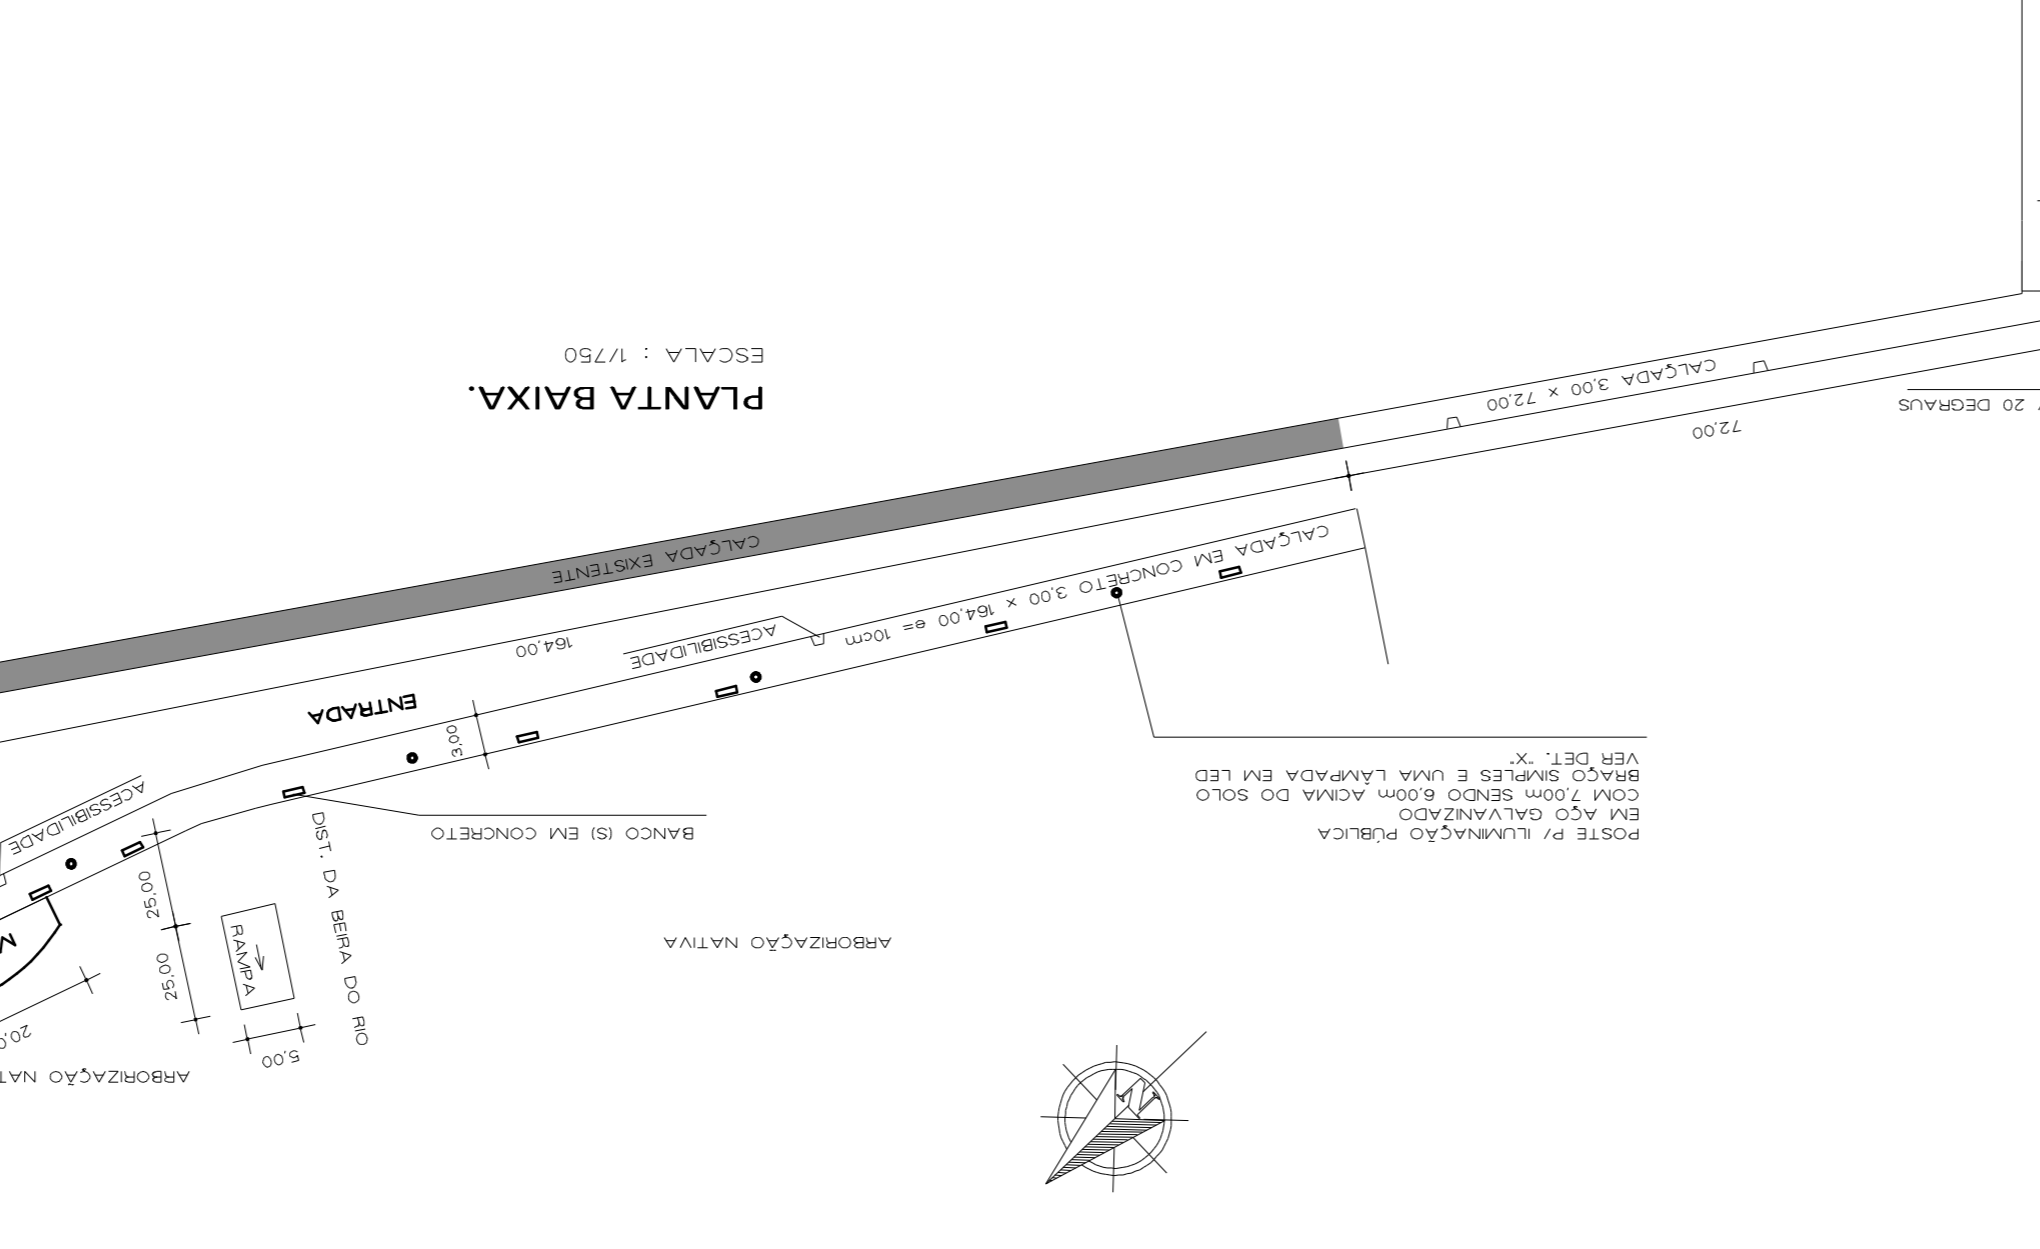 N
ARBORIZAÇÃO NAT
5,00
20,0
25,00
RAMPA
ARBORIZAÇÃO NATIVA
DIST. DA BEIRA DO RIO
25,00
M
POSTE P/ ILUMINAÇÃO PÚBLICA
EM AÇO GALVANIZADO
COM 7,00m SENDO 6,00m ACIMA DO SOLO
BRAÇO SIMPLES E UMA LÂMPADA EM LED
VER DET. "X"
BANCO (S) EM CONCRETO
ACESSIBILIDADE
3,00
ENTRADA
ACESSIBILIDADE
164,00
CALÇADA EM CONCRETO 3,00 x 164,00 e= 10cm
CALÇADA EXISTENTE
72,00
20 DEGRAUS
CALÇADA 3,00 x 72,00
PLANTA BAIXA.
ESCALA : 1/750